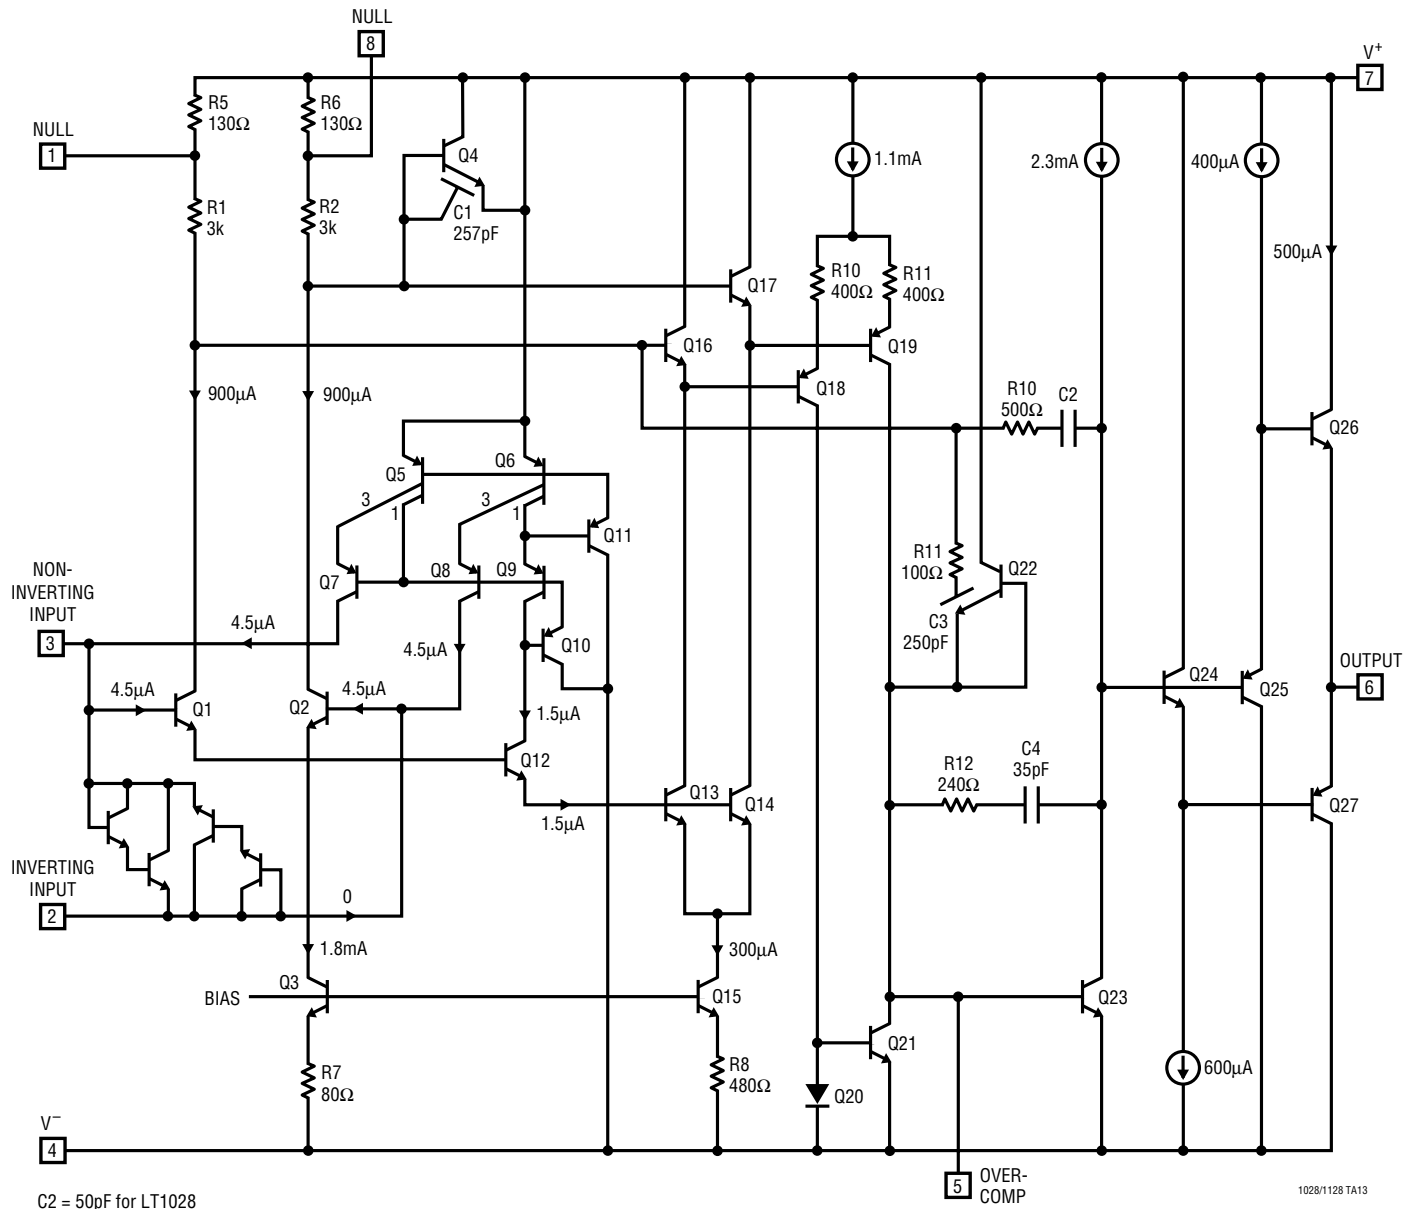 NULL
8
V+
7
R5
130Ω
R6
130Ω
NULL
1
Q4
1.1mA
2.3mA
400µA
R1
3k
R2
3k
C1
257pF
500µA
R10
400Ω
R11
400Ω
Q17
Q16
Q19
Q18
900µA
900µA
R10
500Ω
C2
Q26
Q5
Q6
3
1
3
1
Q11
NON-
INVERTING
INPUT
3
Q7
Q8
Q9
R11
100Ω
Q22
C3
250pF
4.5µA
4.5µA
Q10
OUTPUT
6
4.5µA
Q1
Q2
4.5µA
1.5µA
Q24
Q25
Q12
R12
240Ω
C4
35pF
Q13
Q14
1.5µA
Q27
INVERTING
INPUT
2
0
1.8mA
300µA
Q3
BIAS
Q15
Q23
Q21
R7
80Ω
R8
480Ω
Q20
600µA
V−
4
5
OVER-
COMP
1028/1128 TA13
C2 = 50pF for LT1028